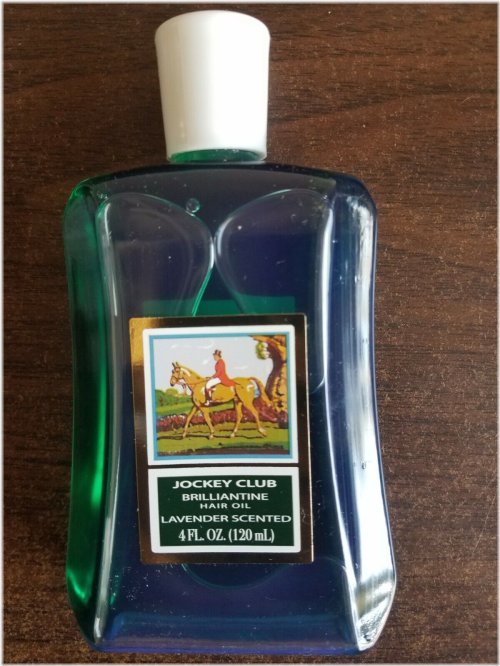 JOCKEY CLUB
BRILLIANTINE
HAIR OIL
LAVENDER SCENTED
4 FL. OZ. (120 mL)